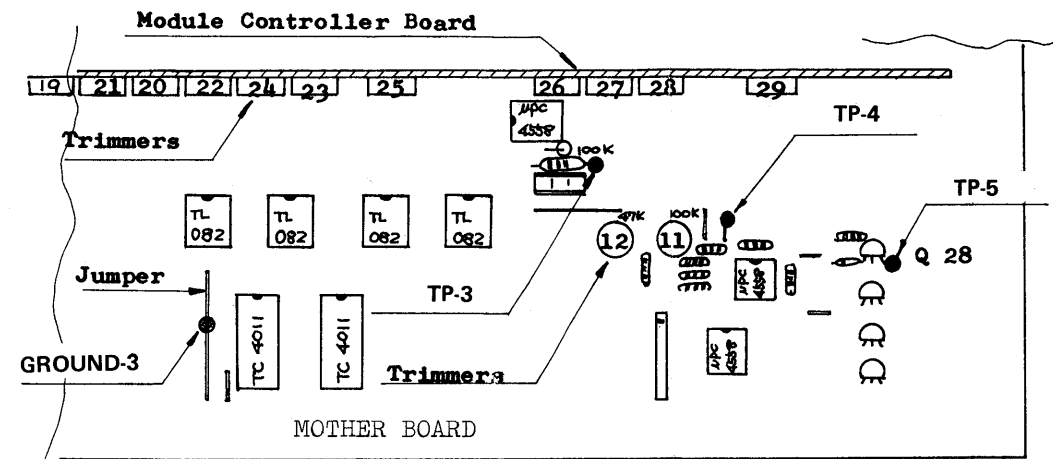 Module Controller Board
19 21 20 22 24 23 25 26 27 28 29
Trimmers
μpc
4558
100K
TP-4
TP-5
TL
082
TL
082
TL
082
TL
082
47K
100K
12
11
Q 28
Jumper
TP-3
μpc
4558
GROUND-3
TC 4011
TC 4011
Trimmers
μpc
4558
MOTHER BOARD